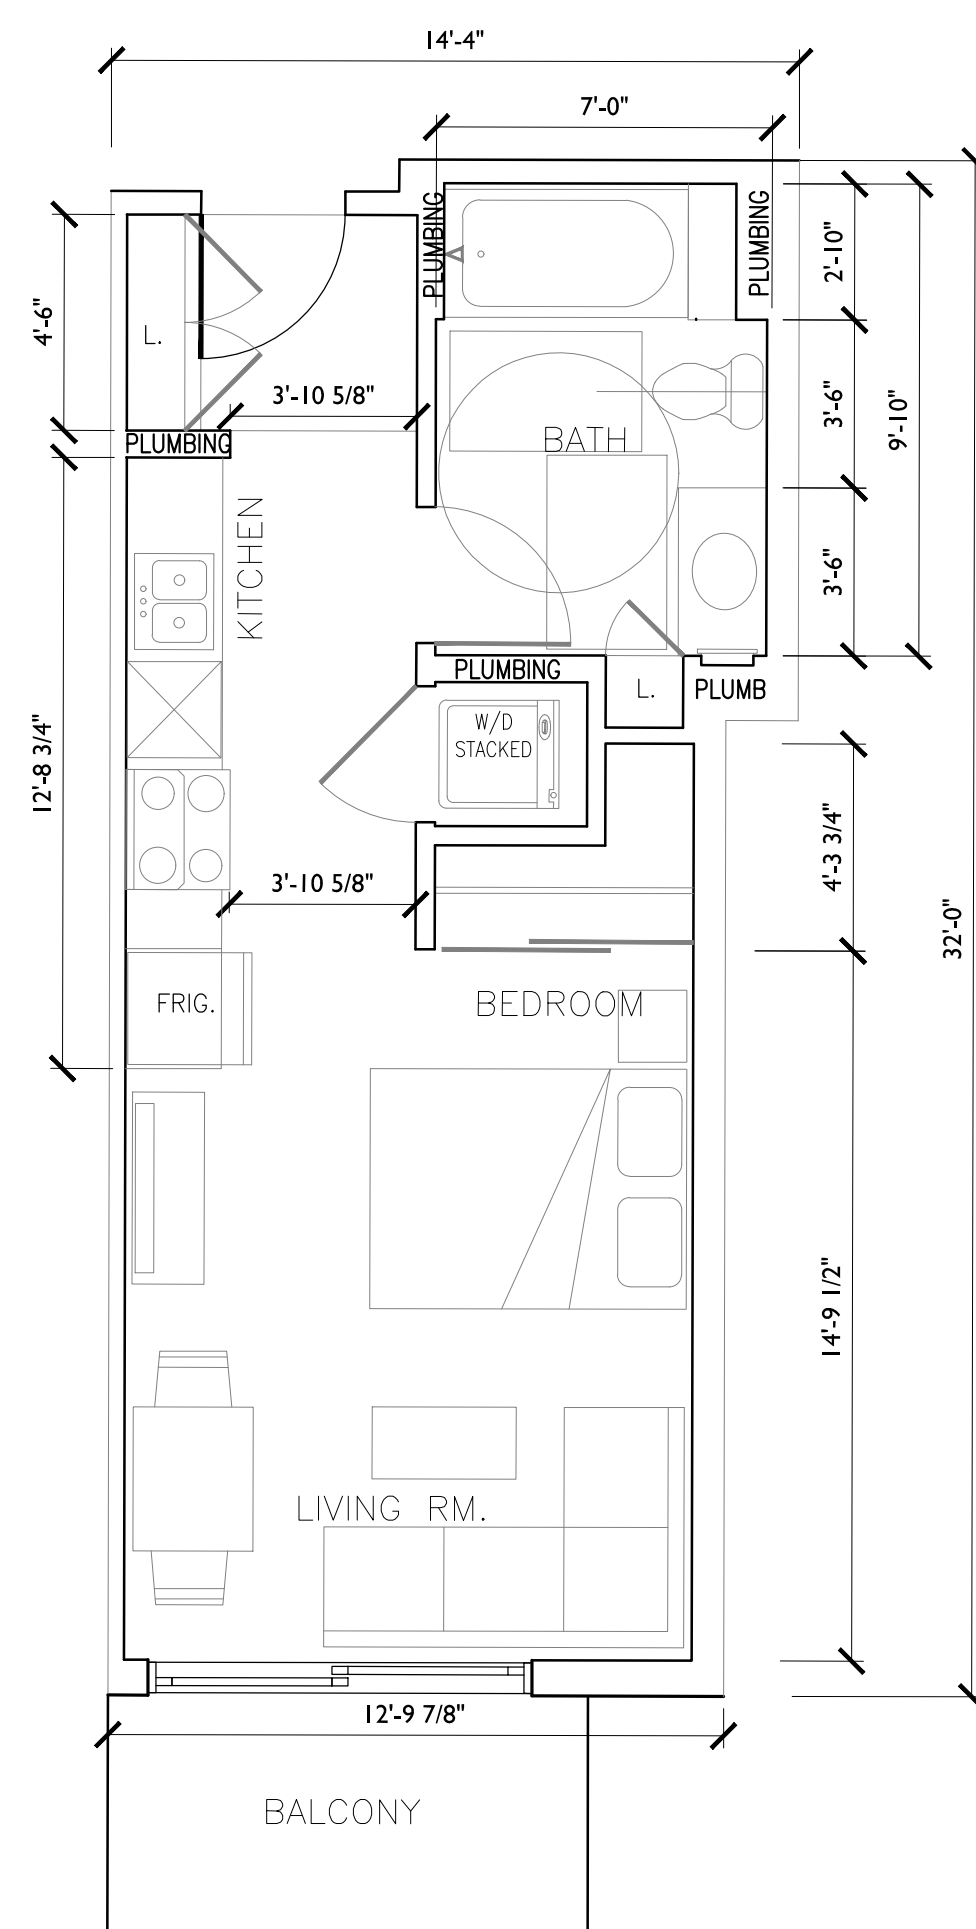 14'-4"
7'-0"
PLUMBING
PLUMBING
2'-10"
4'-6"
L.
3'-10 5/8"
3'-6"
9'-10"
PLUMBING
BATH
KITCHEN
3'-6"
PLUMBING
L.
PLUMB
W/D
STACKED
12'-8 3/4"
4'-3 3/4"
3'-10 5/8"
32'-0"
FRIG.
BEDROOM
14'-9 1/2"
LIVING RM.
12'-9 7/8"
BALCONY